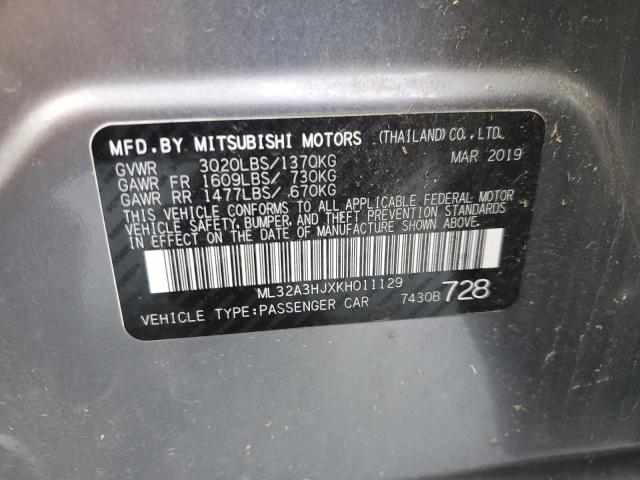 MFD.BY MITSUBISHI MOTORS (THAILAND)CO.,LTD.
MAR 2019
GVWR 3020LBS/1370KG
GAWR FR 1609LBS/ 730KG
GAWR RR 1477LBS/ 670KG
THIS VEHICLE CONFORMS TO ALL APPLICABLE FEDERAL MOTOR
VEHICLE SAFETY, BUMPER, AND THEFT PREVENTION STANDARDS
IN EFFECT ON THE DATE OF MANUFACTURE SHOWN ABOVE.
ML32A3HJXKH011129
VEHICLE TYPE:PASSENGER CAR 7430B 728